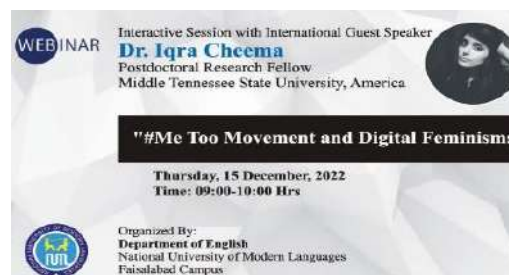 WEBINAR
Interactive Session with International Guest Speaker
Dr. Iqra Cheema
Postdoctoral Research Fellow
Middle Tennessee State University, America
"#Me Too Movement and Digital Feminisms
Thursday, 15 December, 2022
Time: 09:00-10:00 Hrs
Organized By:
Department of English
National University of Modern Languages
Faisalabad Campus